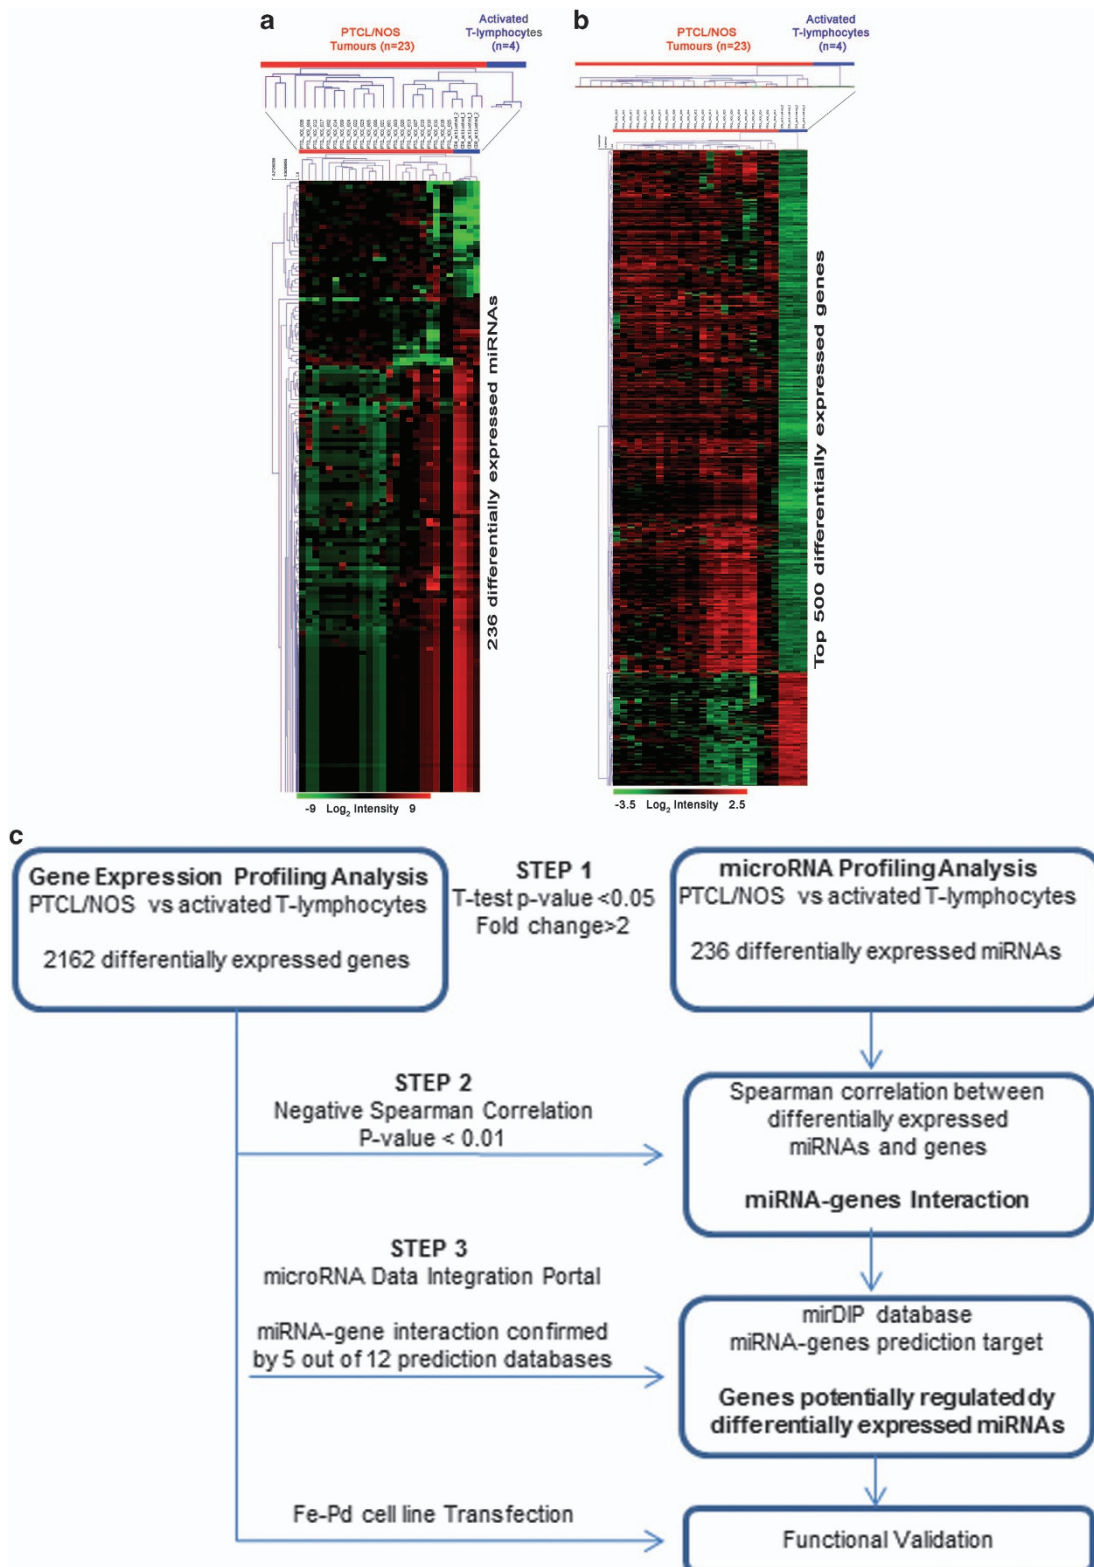 a
PTCL/NOS
Tumours (n=23)
Activated
T-lymphocytes
(n=4)
236 differentially expressed miRNAs
-9 Log2 Intensity 9
b
PTCL/NOS
Tumours (n=23)
Activated
T-lymphocytes
(n=4)
Top 500 differentially expressed genes
-3.5 Log2 Intensity 2.5
c
Gene Expression Profiling Analysis
PTCL/NOS vs activated T-lymphocytes
2162 differentially expressed genes
STEP 1
T-test p-value <0.05
Fold change>2
microRNA Profiling Analysis
PTCL/NOS vs activated T-lymphocytes
236 differentially expressed miRNAs
STEP 2
Negative Spearman Correlation
P-value < 0.01
Spearman correlation between
differentially expressed
miRNAs and genes
miRNA-genes Interaction
STEP 3
microRNA Data Integration Portal
miRNA-gene interaction confirmed
by 5 out of 12 prediction databases
mirDIP database
miRNA-genes prediction target
Genes potentially regulated dy
differentially expressed miRNAs
Fe-Pd cell line Transfection
Functional Validation